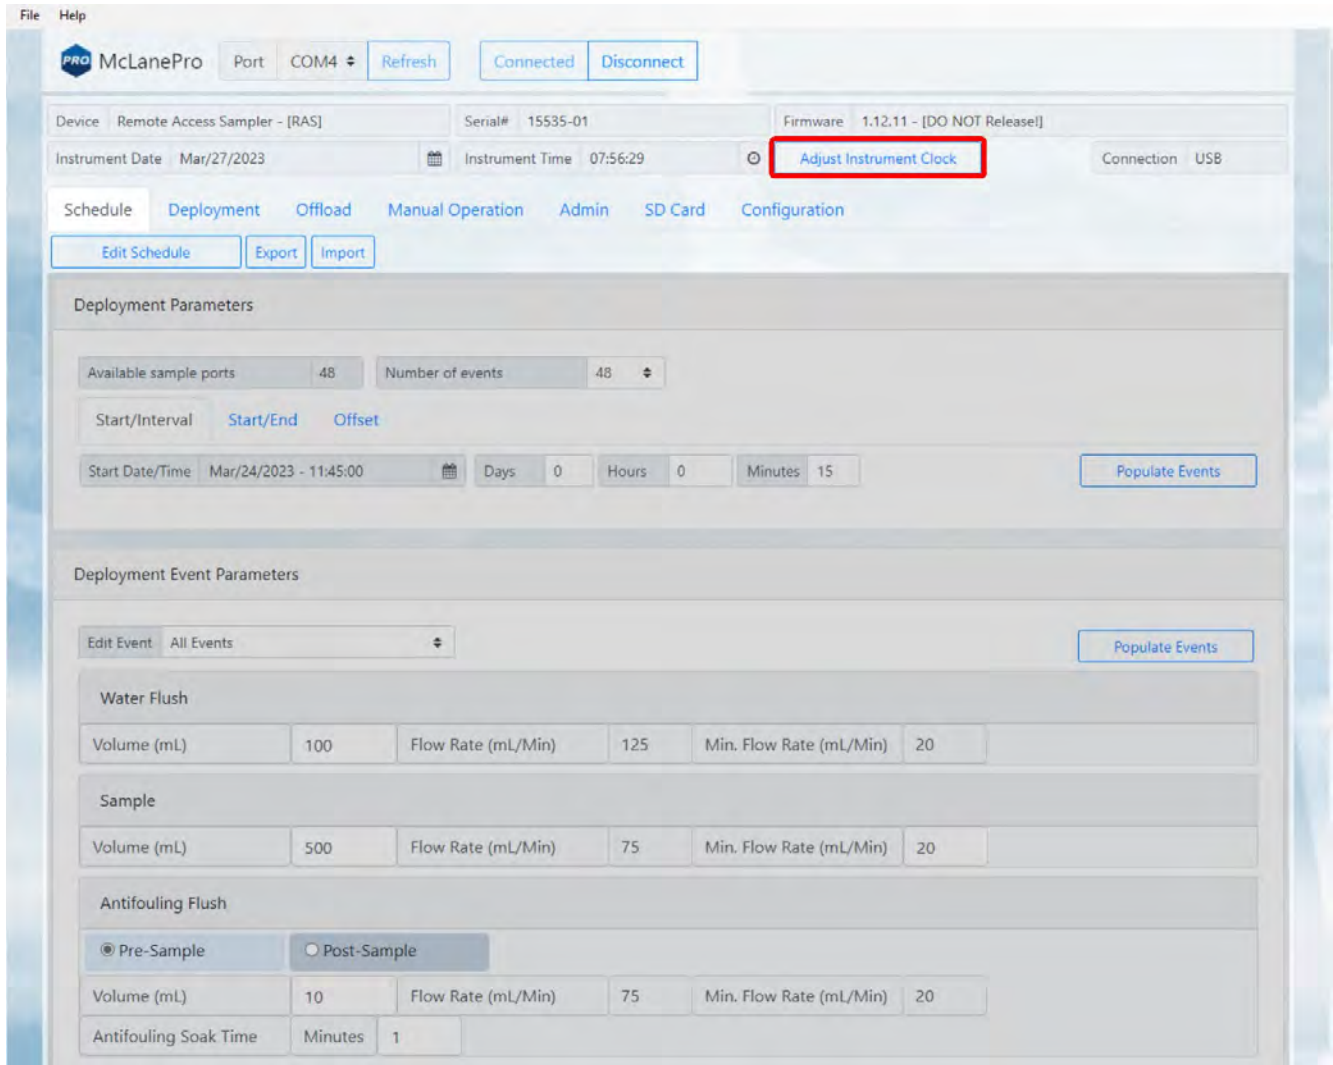 File Help
PRO McLanePro Port COM4 Refresh Connected Disconnect
Device Remote Access Sampler - [RAS] Serial# 15535-01 Firmware 1.12.11 - [DO NOT Release!]
Instrument Date Mar/27/2023 Instrument Time 07:56:29 Adjust Instrument Clock Connection USB
Schedule Deployment Offload Manual Operation Admin SD Card Configuration
Edit Schedule Export Import
Deployment Parameters
Available sample ports 48 Number of events 48
Start/Interval Start/End Offset
Start Date/Time Mar/24/2023 - 11:45:00 Days 0 Hours 0 Minutes 15 Populate Events
Deployment Event Parameters
Edit Event All Events Populate Events
Water Flush
Volume (mL) 100 Flow Rate (mL/Min) 125 Min. Flow Rate (mL/Min) 20
Sample
Volume (mL) 500 Flow Rate (mL/Min) 75 Min. Flow Rate (mL/Min) 20
Antifouling Flush
Pre-Sample Post-Sample
Volume (mL) 10 Flow Rate (mL/Min) 75 Min. Flow Rate (mL/Min) 20
Antifouling Soak Time Minutes 1